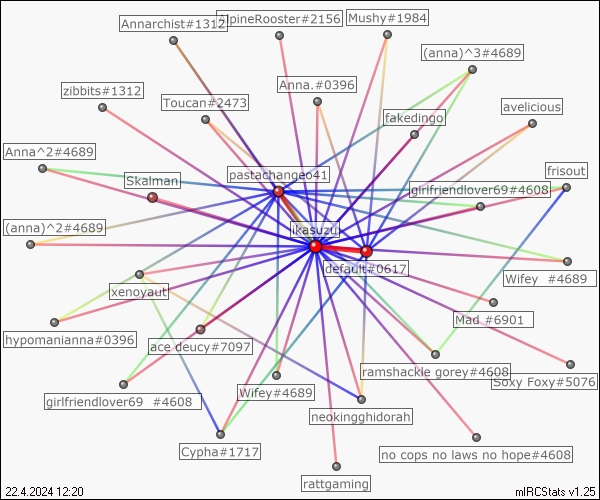 Annarchist#1312
AlpineRooster#2156
Mushy#1984
(anna)^3#4689
zibbits#1312
Toucan#2473
Anna.#0396
fakedingo
avelicious
Anna^2#4689
Skalman
pastachangeo41
girlfriendlover69#4608
frisout
(anna)^2#4689
ikasuzu
default#0617
Wifey #4689
xenoyaut
Mad #6901
hypomanianna#0396
ace deucy#7097
ramshackle gorey#4608
Soxy Foxy#5076
girlfriendlover69 #4608
Wifey#4689
neokingghidorah
Cypha#1717
no cops no laws no hope#4608
rattgaming
22.4.2024 12:20
mIRCStats v1.25